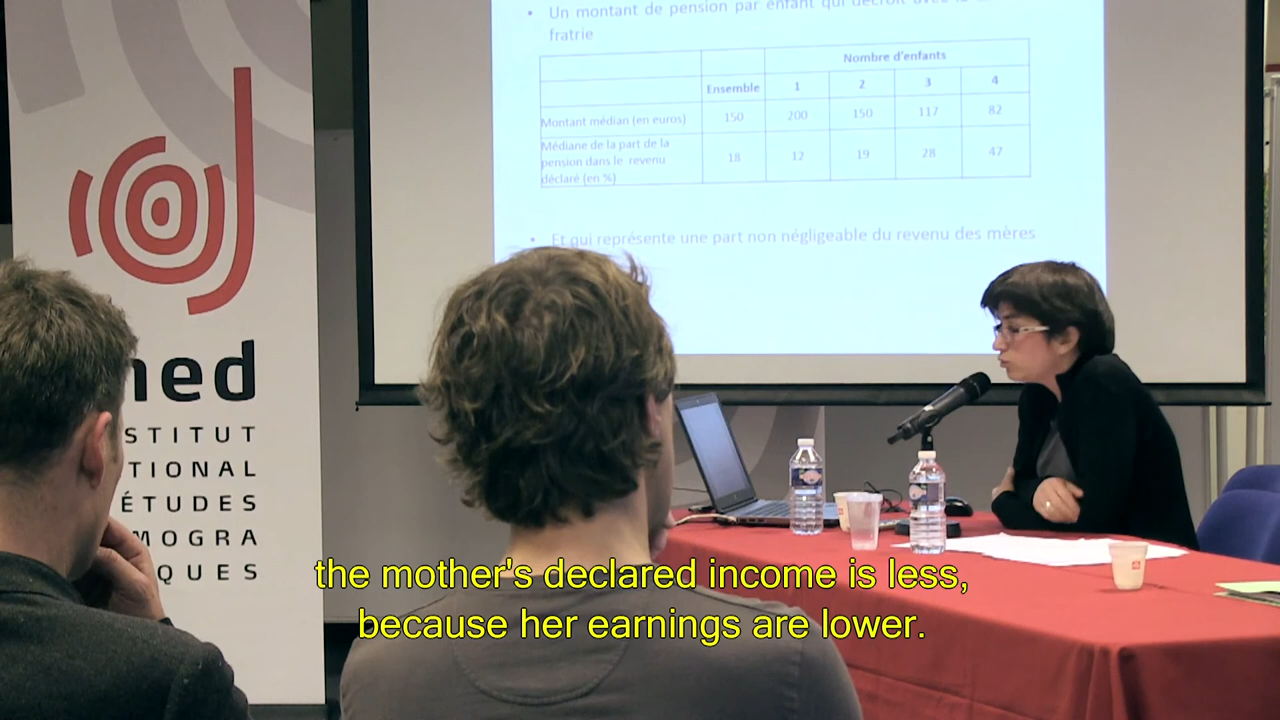 Un montant de pension par enfant qui décroît
fratrie
Nombre d'enfants
Ensemble 1 2 3 4
Montant médian (en euros) 150 200 150 117 82
Médiane de la part de la
pension dans le revenu
déclaré (en %) 18 12 19 28 47
Et qui représente une part non négligeable du revenu des mères
ned
STITUT
TIONAL
ÉTUDES
MOGRA
QUES
the mother's declared income is less,
because her earnings are lower.